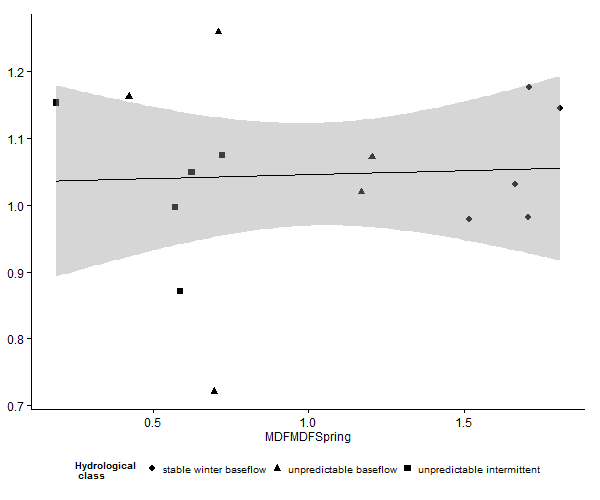 1.2
1.1
1.0
0.9
0.8
0.7
0.5 1.0 1.5
MDFMDFSpring
Hydrological
class
stable winter baseflow unpredictable baseflow unpredictable intermittent